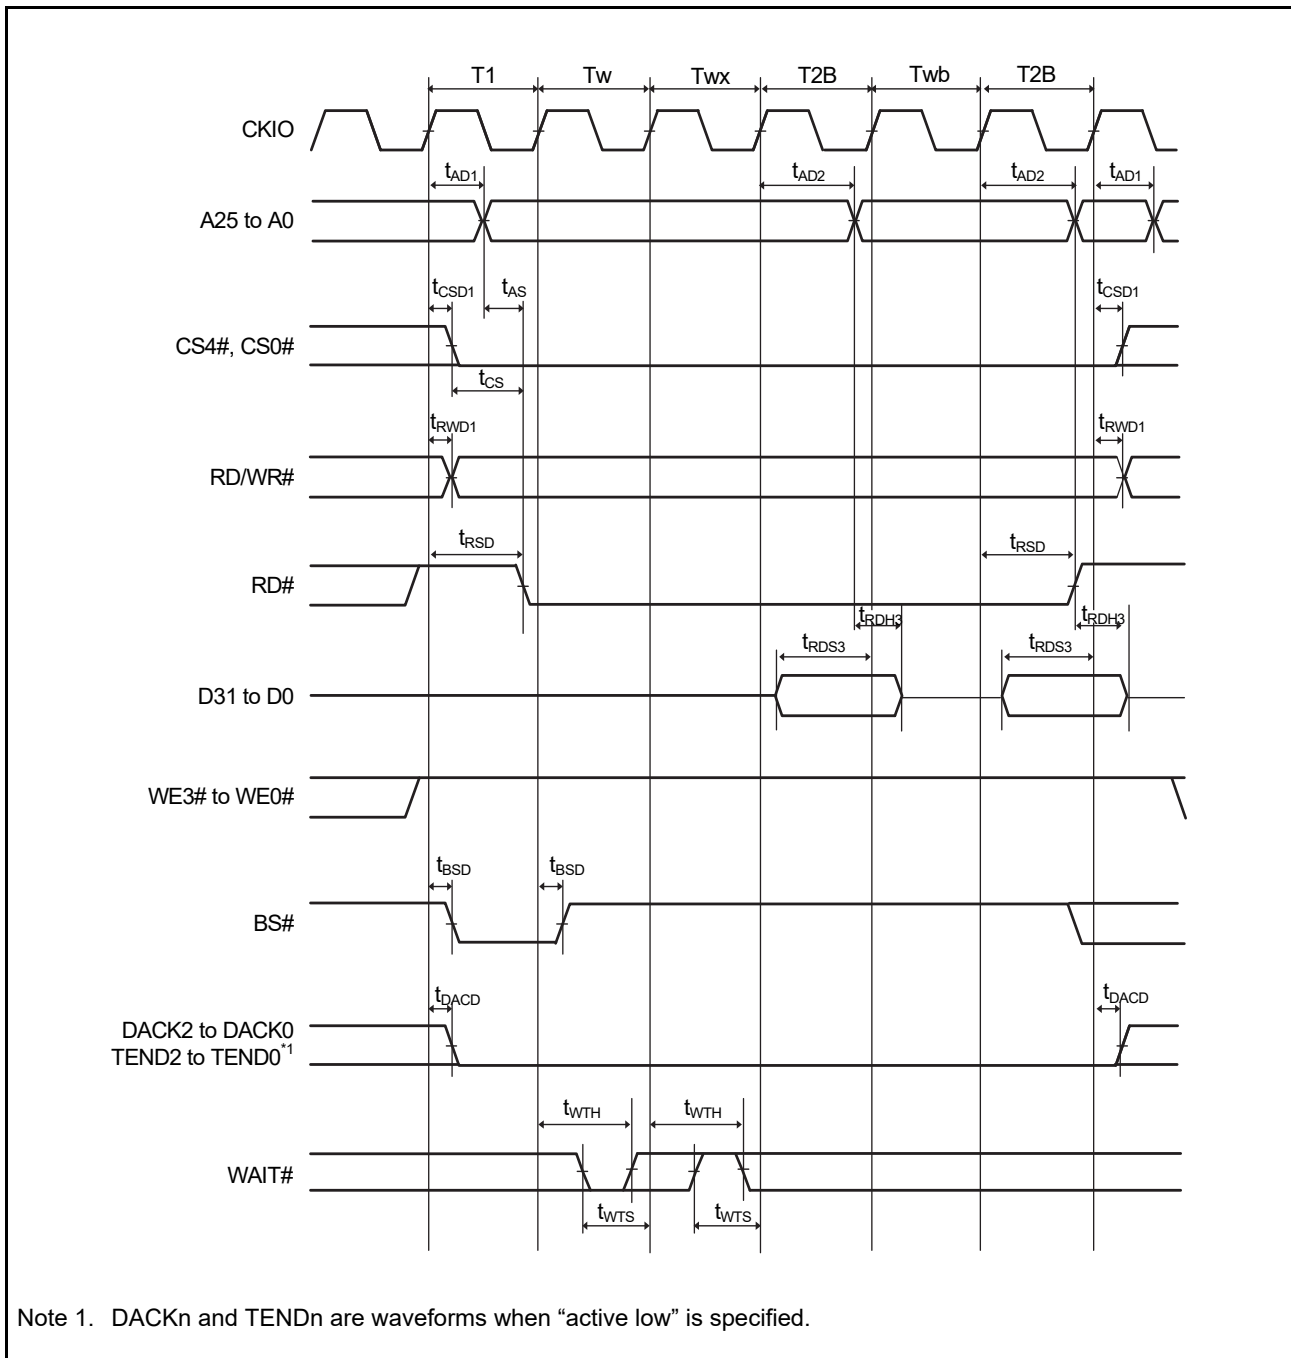 T1 Tw Twx T2B Twb T2B
CKIO
tAD1 tAD2 tAD2 tAD1
A25 to A0
tCSD1 tAS tCSD1
CS4#, CS0#
tCS
tRWD1 tRWD1
RD/WR#
tRSD tRSD
RD#
tRDH3 tRDH3
tRDS3 tRDS3
D31 to D0
WE3# to WE0#
tBSD tBSD
BS#
tDACD tDACD
DACK2 to DACK0
TEND2 to TEND0*1
tWTH tWTH
WAIT#
tWTS tWTS
Note 1. DACKn and TENDn are waveforms when “active low” is specified.